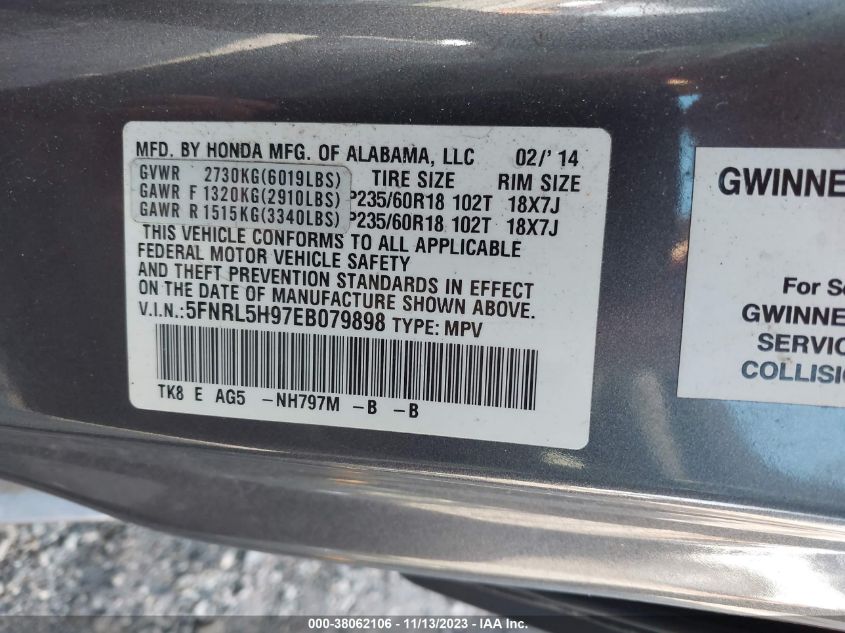 MFD. BY HONDA MFG. OF ALABAMA, LLC 02/' 14
GVWR 2730KG(6019LBS) TIRE SIZE RIM SIZE
GAWR F 1320KG(2910LBS) P235/60R18 102T 18X7J
GAWR R 1515KG(3340LBS) P235/60R18 102T 18X7J
THIS VEHICLE CONFORMS TO ALL APPLICABLE
FEDERAL MOTOR VEHICLE SAFETY
AND THEFT PREVENTION STANDARDS IN EFFECT
ON THE DATE OF MANUFACTURE SHOWN ABOVE.
V.I.N.:5FNRL5H97EB079898 TYPE: MPV
TK8 E AG5 -NH797M -B -B
GWINNE
For Se
GWINNE
SERVIC
COLLISIO
000-38062106 - 11/13/2023 - IAA Inc.